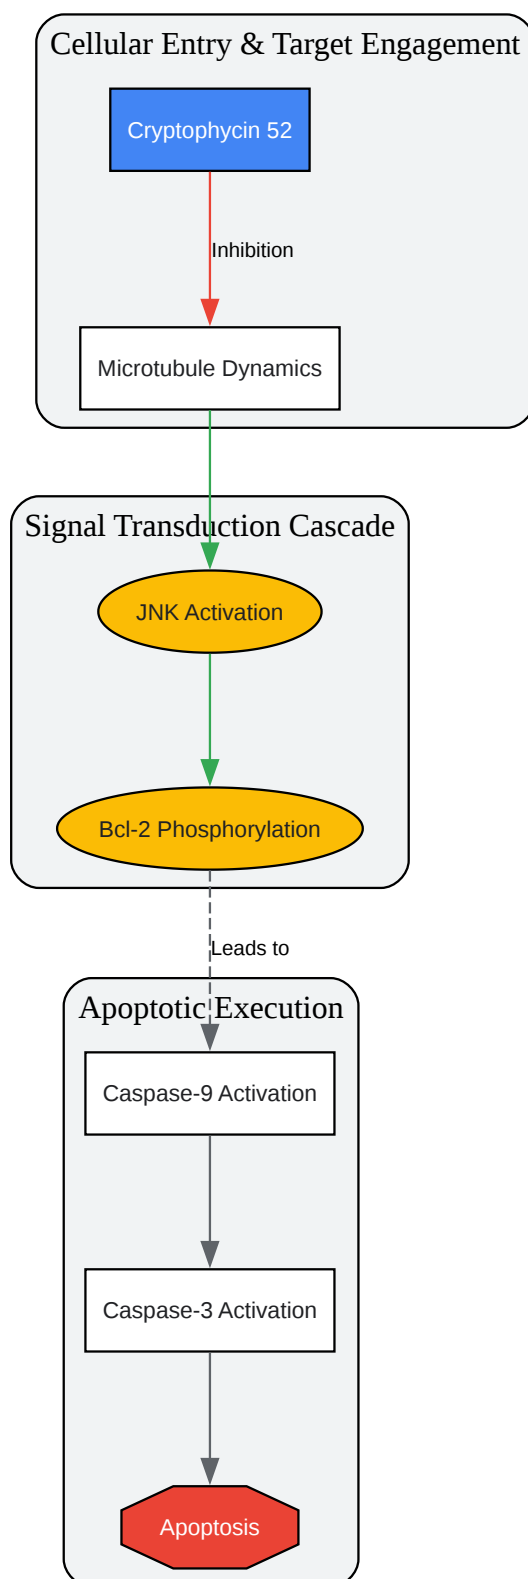 Cellular Entry & Target Engagement
Cryptophycin 52
Inhibition
Microtubule Dynamics
Signal Transduction Cascade
JNK Activation
Bcl-2 Phosphorylation
Leads to
Apoptotic Execution
Caspase-9 Activation
Caspase-3 Activation
Apoptosis